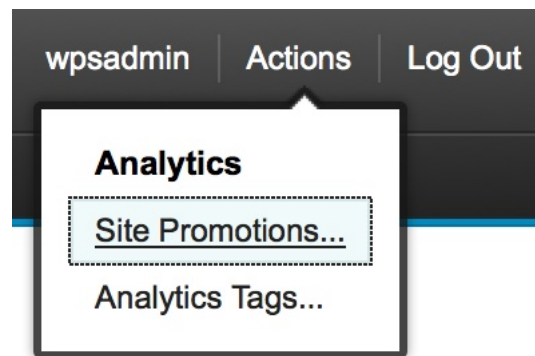 wpsadmin Actions Log Out
Analytics
Site Promotions...
Analytics Tags...